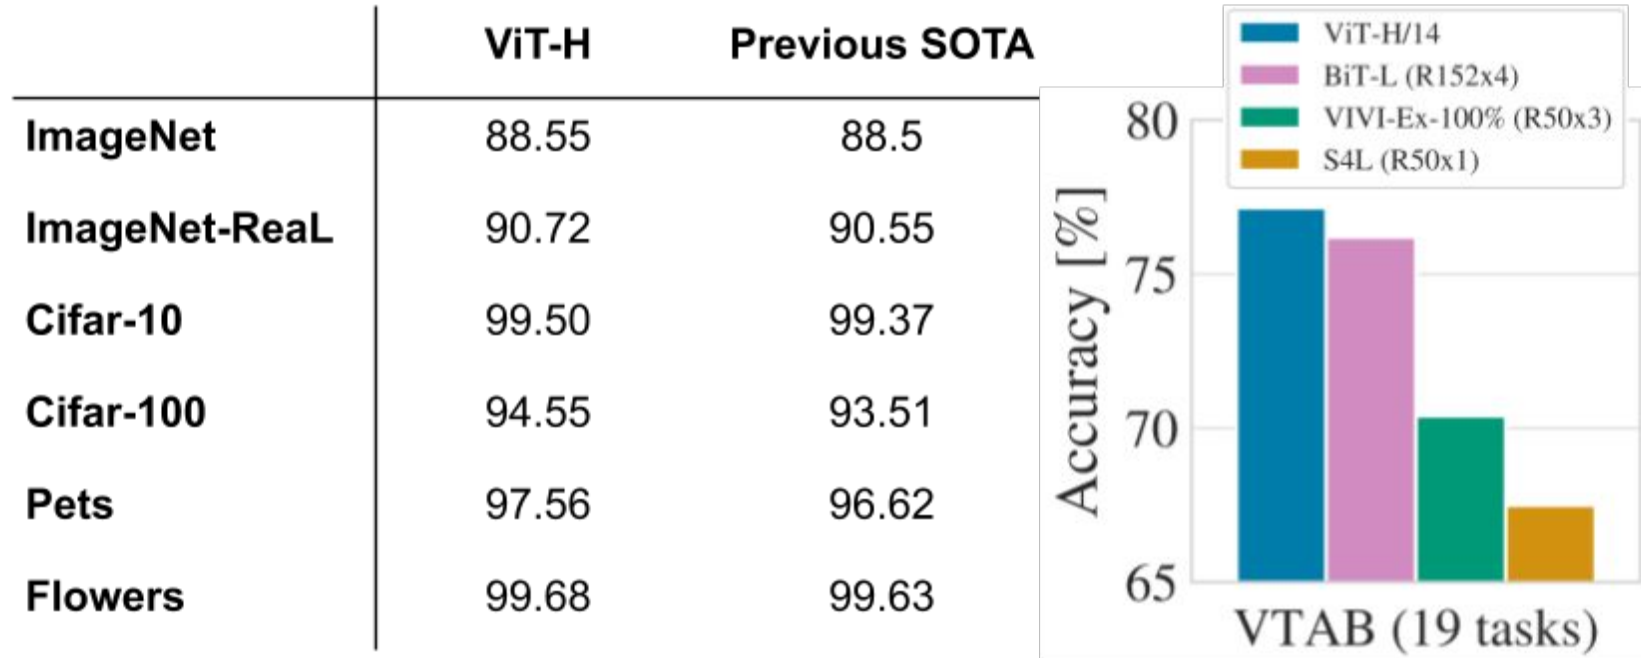 ViT-H Previous SOTA
ImageNet 88.55 88.5
ImageNet-ReaL 90.72 90.55
Cifar-10 99.50 99.37
Cifar-100 94.55 93.51
Pets 97.56 96.62
Flowers 99.68 99.63
ViT-H/14
BiT-L (R152x4)
VIVI-Ex-100% (R50x3)
S4L (R50x1)
Accuracy [%]
80
75
70
65
VTAB (19 tasks)